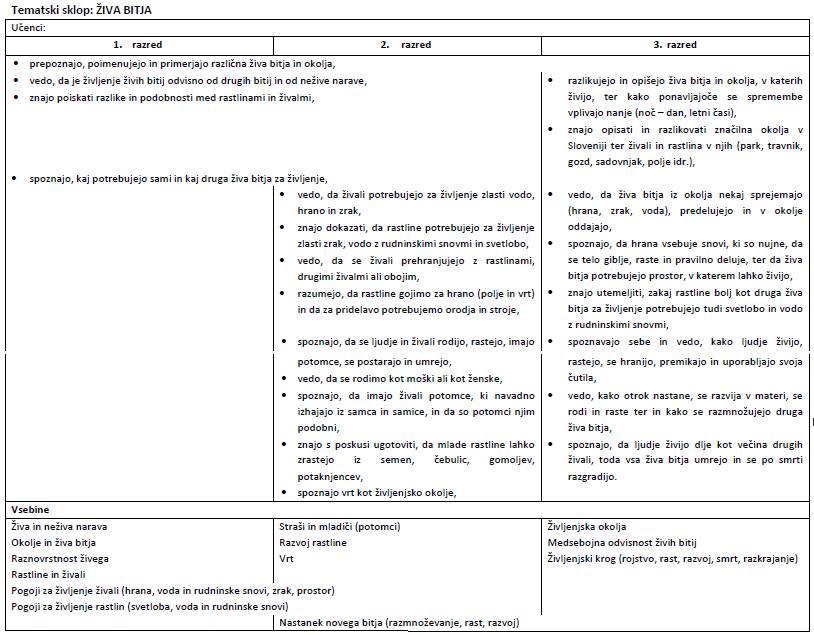 Tematski sklop: ŽIVA BITJA
Učenci:
1. razred
2. razred
3. razred
• prepoznajo, poimenujejo in primerjajo različna živa bitja in okolja,
• vedo, da je življenje živih bitij odvisno od drugih bitij in od nežive narave,
• znajo poiskati razlike in podobnosti med rastlinami in živalmi,
• razlikujejo in opišejo živa bitja in okolja, v katerih
živijo, ter kako ponavljajoče se spremembe
vplivajo nanje (noč – dan, letni časi),
• znajo opisati in razlikovati značilna okolja v
Sloveniji ter živali in rastlina v njih (park, travnik,
gozd, sadovnjak, polje idr.),
• spoznajo, kaj potrebujejo sami in kaj druga živa bitja za življenje,
• vedo, da živali potrebujejo za življenje zlasti vodo,
hrano in zrak,
• znajo dokazati, da rastline potrebujejo za življenje
zlasti zrak, vodo z rudninskimi snovmi in svetlobo,
• vedo, da se živali prehranjujejo z rastlinami,
drugimi živalmi ali obojim,
• razumejo, da rastline gojimo za hrano (polje in vrt)
in da za pridelavo potrebujemo orodja in stroje,
• spoznajo, da se ljudje in živali rodijo, rastejo, imajo
potomce, se postarajo in umrejo,
• vedo, da se rodimo kot moški ali kot ženske,
• spoznajo, da imajo živali potomce, ki navadno
izhajajo iz samca in samice, in da so potomci njim
podobni,
• znajo s poskusi ugotoviti, da mlade rastline lahko
zrastejo iz semen, čebulic, gomoljev,
potaknjencev,
• spoznajo vrt kot življenjsko okolje,
• vedo, da živa bitja iz okolja nekaj sprejemajo
(hrana, zrak, voda), predelujejo in v okolje
oddajajo,
• spoznajo, da hrana vsebuje snovi, ki so nujne, da
se telo giblje, raste in pravilno deluje, ter da živa
bitja potrebujejo prostor, v katerem lahko živijo,
• znajo utemeljiti, zakaj rastline bolj kot druga živa
bitja za življenje potrebujejo tudi svetlobo in vodo
z rudninskimi snovmi,
• spoznavajo sebe in vedo, kako ljudje živijo,
rastejo, se hranijo, premikajo in uporabljajo svoja
čutila,
• vedo, kako otrok nastane, se razvija v materi, se
rodi in raste ter in kako se razmnožujejo druga
živa bitja,
• spoznajo, da ljudje živijo dlje kot večina drugih
živali, toda vsa živa bitja umrejo in se po smrti
razgradijo.
Vsebine
Živa in neživa narava
Okolje in živa bitja
Raznovrstnost živega
Rastline in živali
Straši in mladiči (potomci)
Razvoj rastline
Vrt
Življenjska okolja
Medsebojna odvisnost živih bitij
Življenjski krog (rojstvo, rast, razvoj, smrt, razkrajanje)
Pogoji za življenje živali (hrana, voda in rudninske snovi, zrak, prostor)
Pogoji za življenje rastlin (svetloba, voda in rudninske snovi)
Nastanek novega bitja (razmnoževanje, rast, razvoj)